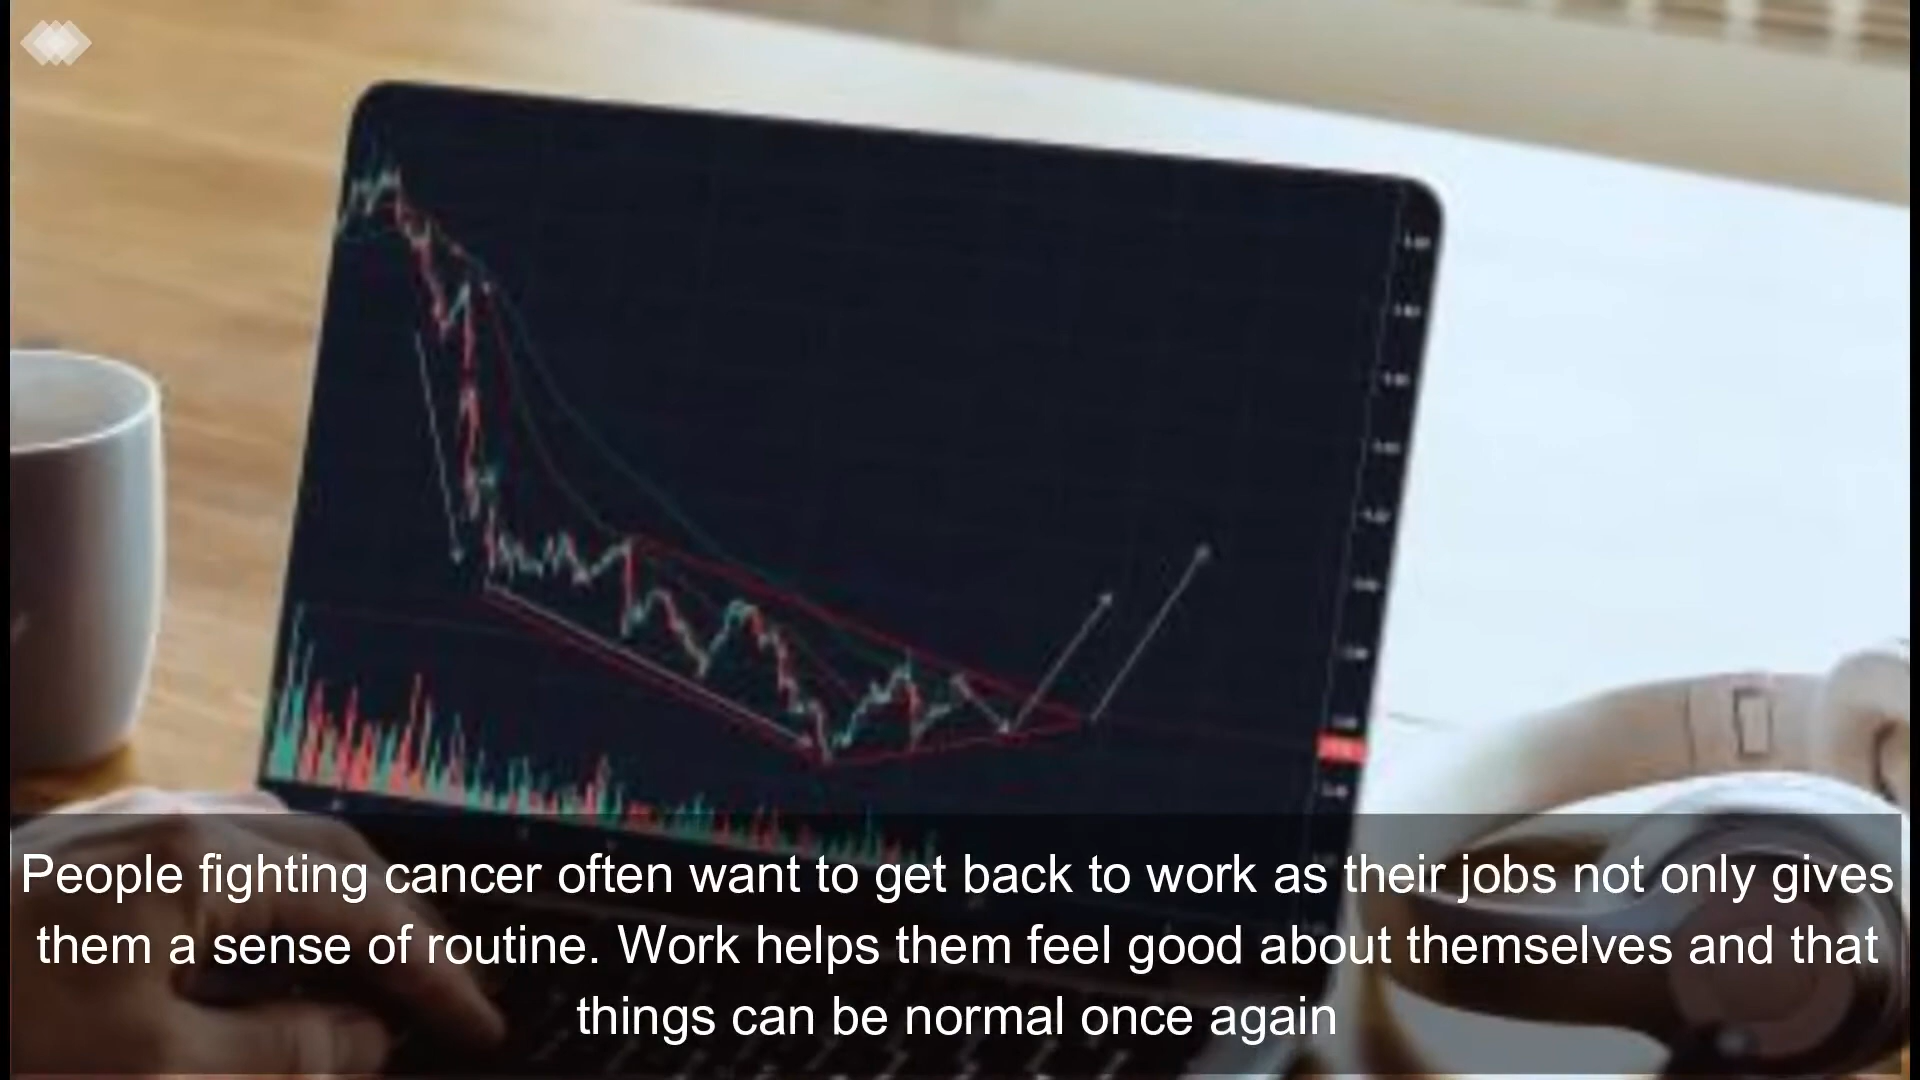 People fighting cancer often want to get back to work as their jobs not only gives
them a sense of routine. Work helps them feel good about themselves and that
things can be normal once again